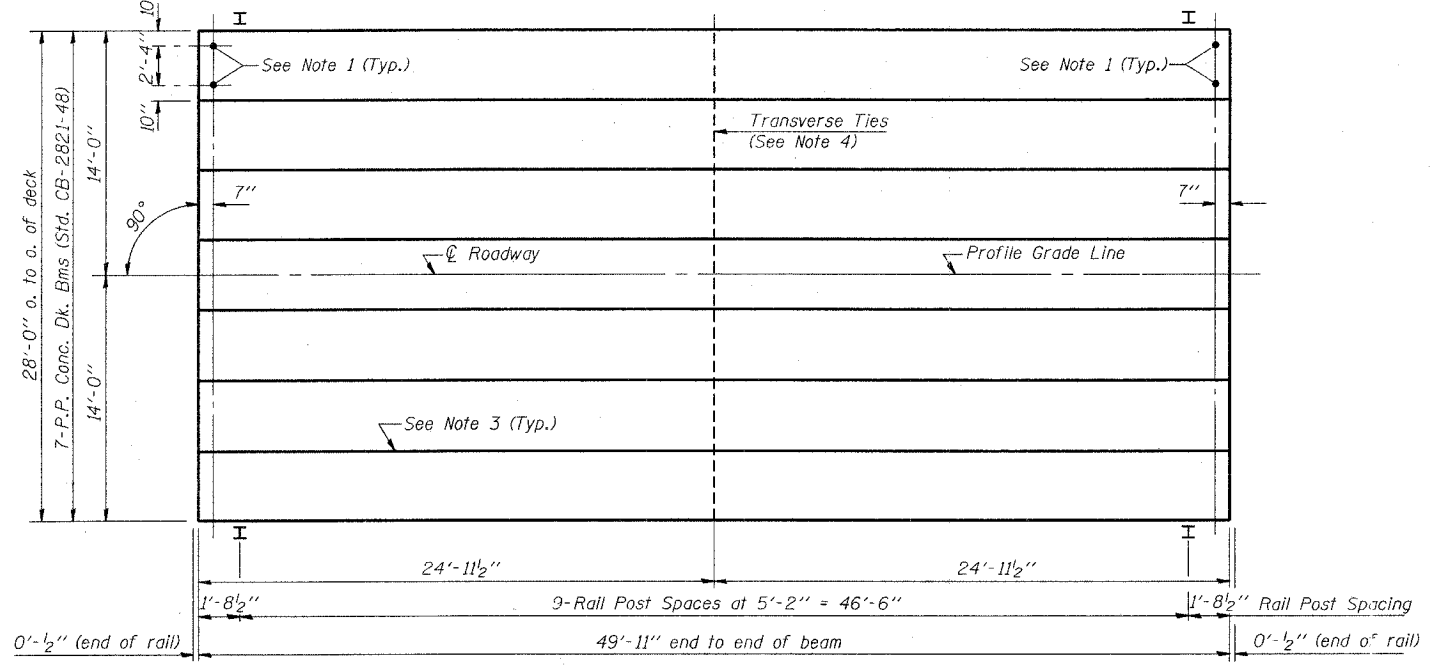 10
I
I
2'-4"
See Note 1 (Typ.)
See Note 1 (Typ.)
10"
Transverse Ties
(See Note 4)
28'-0" o. to o. of deck
7-P.P. Conc. Dk. Bms (Std. CB-2821-48)
14'-0"
90°
7"
7"
℄ Roadway
Profile Grade Line
14'-0"
See Note 3 (Typ.)
I
I
24'-11½"
24'-11½"
1'-8½"
9-Rail Post Spaces at 5'-2" = 46'-6"
1'-8½" Rail Post Spacing
0'-½" (end of rail)
49'-11" end to end of beam
0'-½" (end of rail)